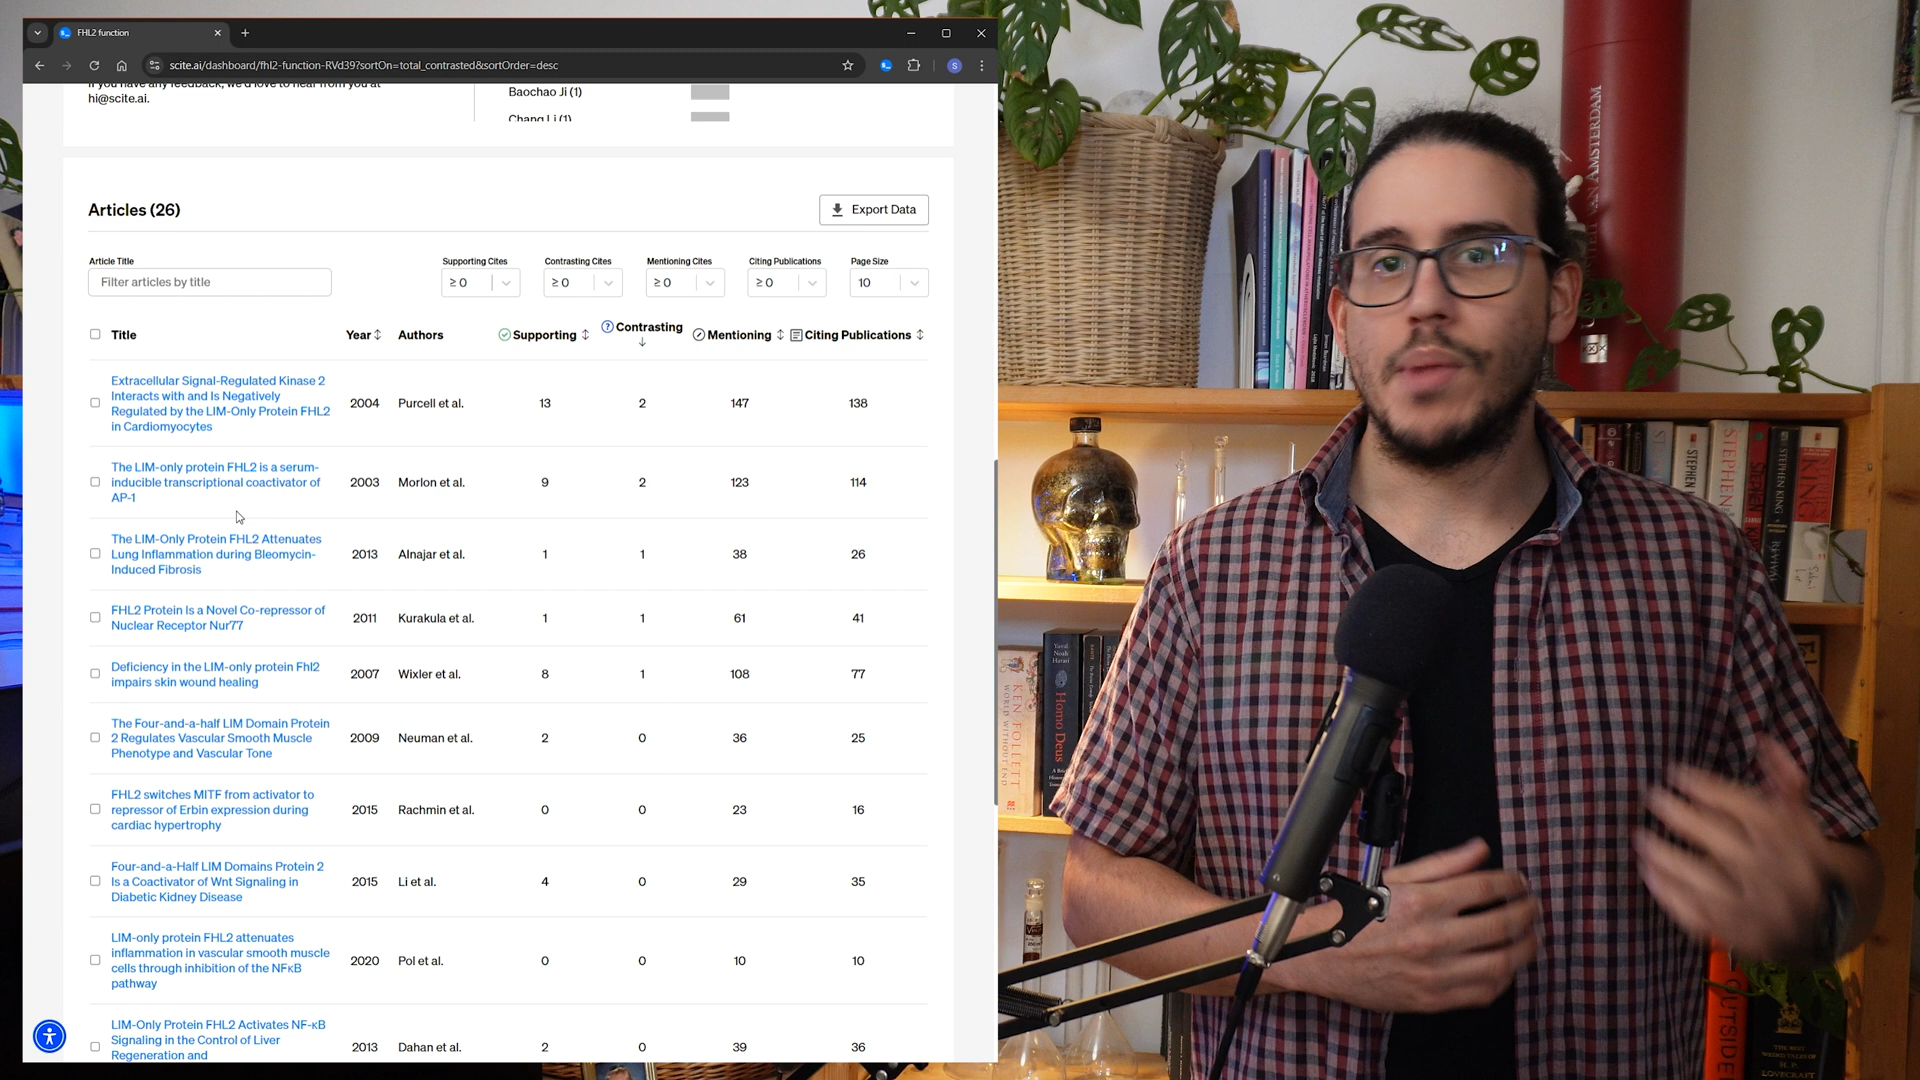 FHL2 function
scite.ai/dashboard/fhl2-function-RVd39?sortOn=total_contrasted&sortOrder=desc
S
hi@scite.ai.
Baochao Ji (1)
Chang Li (1)
Articles (26)
Export Data
Article Title
Filter articles by title
Supporting Cites
≥ 0
Contrasting Cites
≥ 0
Mentioning Cites
≥ 0
Citing Publications
≥ 0
Page Size
10
Title Year Authors Supporting Contrasting Mentioning Citing Publications
Extracellular Signal-Regulated Kinase 2
Interacts with and Is Negatively
Regulated by the LIM-Only Protein FHL2
in Cardiomyocytes
2004 Purcell et al. 13 2 147 138
The LIM-only protein FHL2 is a serum-
inducible transcriptional coactivator of
AP-1
2003 Morlon et al. 9 2 123 114
The LIM-Only Protein FHL2 Attenuates
Lung Inflammation during Bleomycin-
Induced Fibrosis
2013 Alnajar et al. 1 1 38 26
FHL2 Protein Is a Novel Co-repressor of
Nuclear Receptor Nur77
2011 Kurakula et al. 1 1 61 41
Deficiency in the LIM-only protein Fhl2
impairs skin wound healing
2007 Wixler et al. 8 1 108 77
The Four-and-a-half LIM Domain Protein
2 Regulates Vascular Smooth Muscle
Phenotype and Vascular Tone
2009 Neuman et al. 2 0 36 25
FHL2 switches MITF from activator to
repressor of Erbin expression during
cardiac hypertrophy
2015 Rachmin et al. 0 0 23 16
Four-and-a-Half LIM Domains Protein 2
Is a Coactivator of Wnt Signaling in
Diabetic Kidney Disease
2015 Li et al. 4 0 29 35
LIM-only protein FHL2 attenuates
inflammation in vascular smooth muscle
cells through inhibition of the NFκB
pathway
2020 Pol et al. 0 0 10 10
LIM-Only Protein FHL2 Activates NF-κB
Signaling in the Control of Liver
Regeneration and
2013 Dahan et al. 2 0 39 36
VAN AMSTERDAM
STEPHEN
STEPHEN KING
KING
KEN FOLLETT
WORLD WITHOUT END
Yuval
Noah
Harari
Homo Deus
OUTSIDE
H.P.
LOVECRAFT